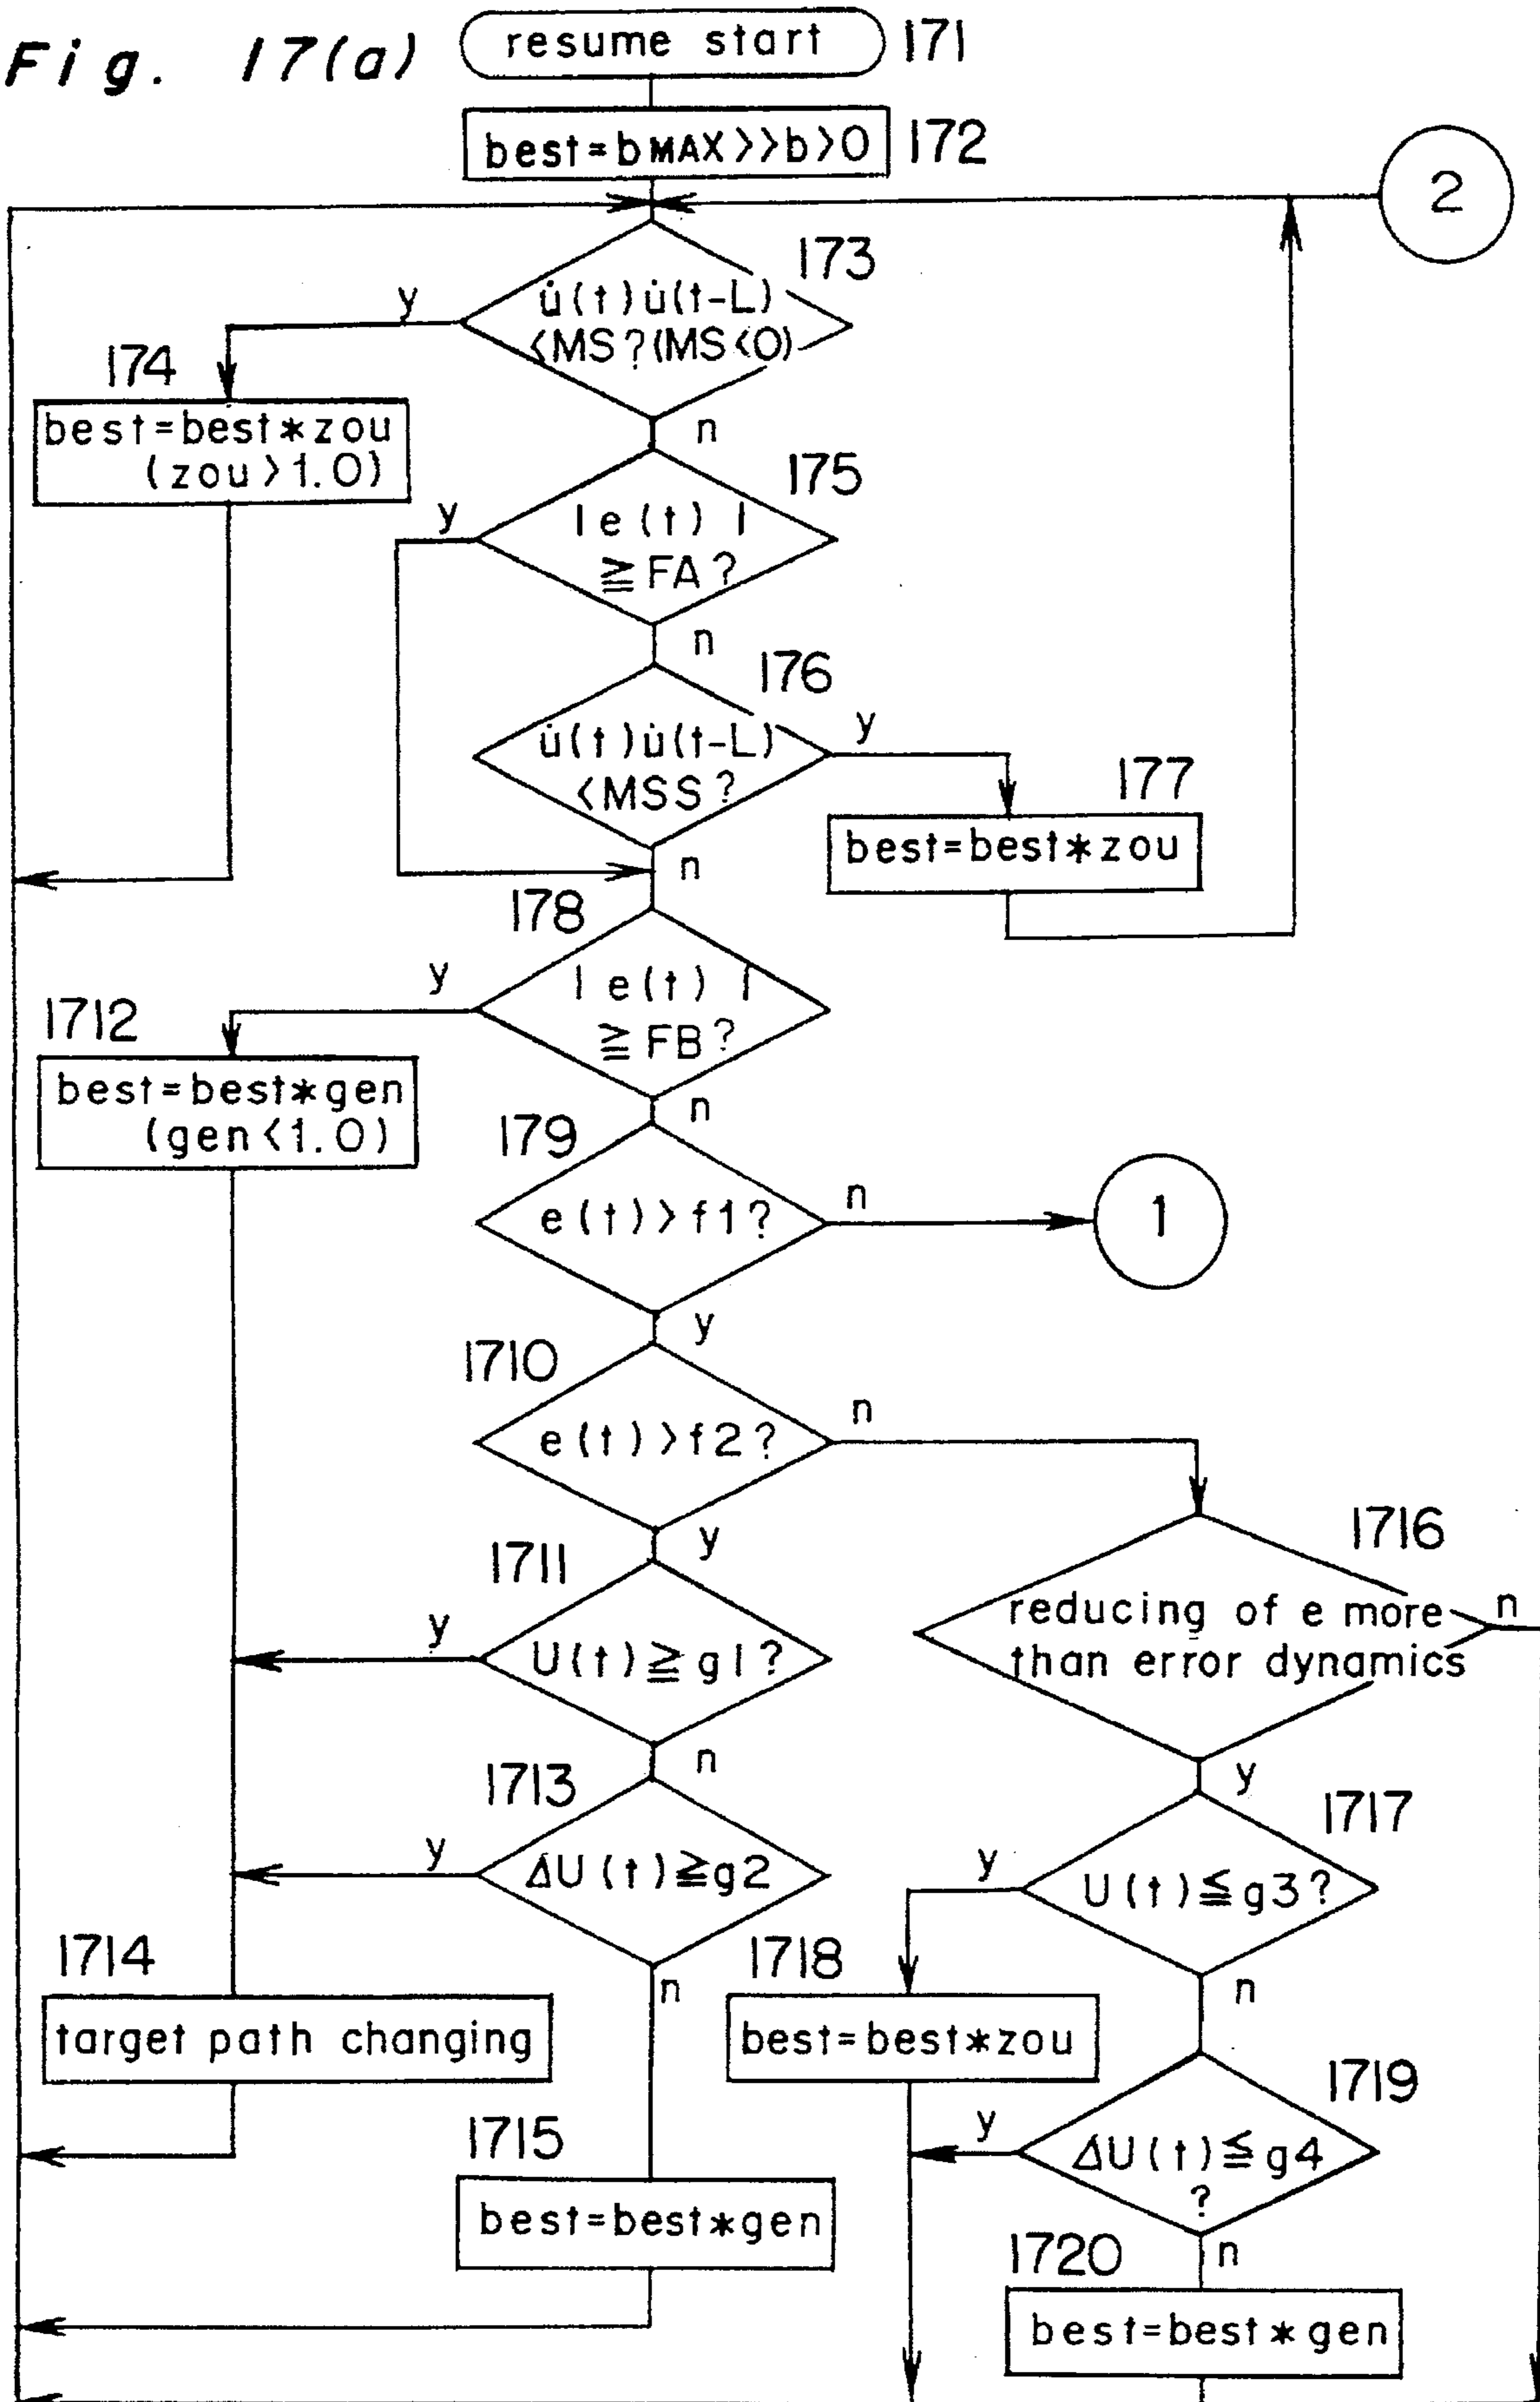 Fig. 17(a)
resume start
171
best=bMAX>>b>0
172
2
173
u̇(t)u̇(t-L)
<MS?(MS<0)
y
n
174
best=best*zou
(zou>1.0)
175
|e(t)|
≧FA?
y
n
176
u̇(t)u̇(t-L)
<MSS?
y
n
177
best=best*zou
178
|e(t)|
≧FB?
y
n
1712
best=best*gen
(gen<1.0)
179
e(t)>f1?
n
1
y
1710
e(t)>f2?
n
y
1711
U(t)≧g1?
y
n
1716
reducing of e more
than error dynamics
n
y
1713
ΔU(t)≧g2
y
n
1717
U(t)≦g3?
y
n
1714
target path changing
1718
best=best*zou
1719
ΔU(t)≦g4
?
y
n
1715
best=best*gen
1720
best=best*gen